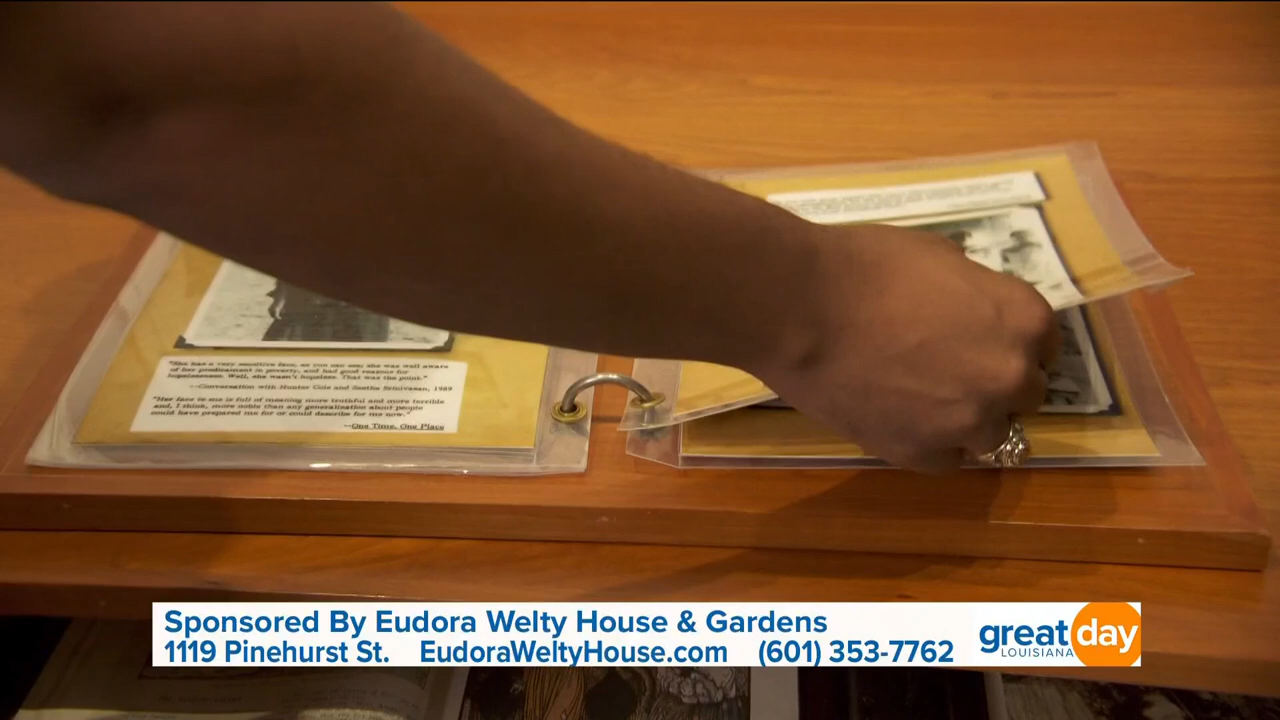 "She has a very sensitive face, as you can see; she was well aware
of her predicament in poverty, and had good reasons for
hopelessness. Well, she wasn't hopeless. That was the point."
--Conversation with Hunter Cole and Seetha Srinivasan, 1989
"Her face to me is full of meaning more truthful and more terrible
and, I think, more noble than any generalization about people
could have prepared me for or could describe for me now."
--One Time, One Place
Sponsored By Eudora Welty House & Gardens
1119 Pinehurst St. EudoraWeltyHouse.com (601) 353-7762
great day
LOUISIANA